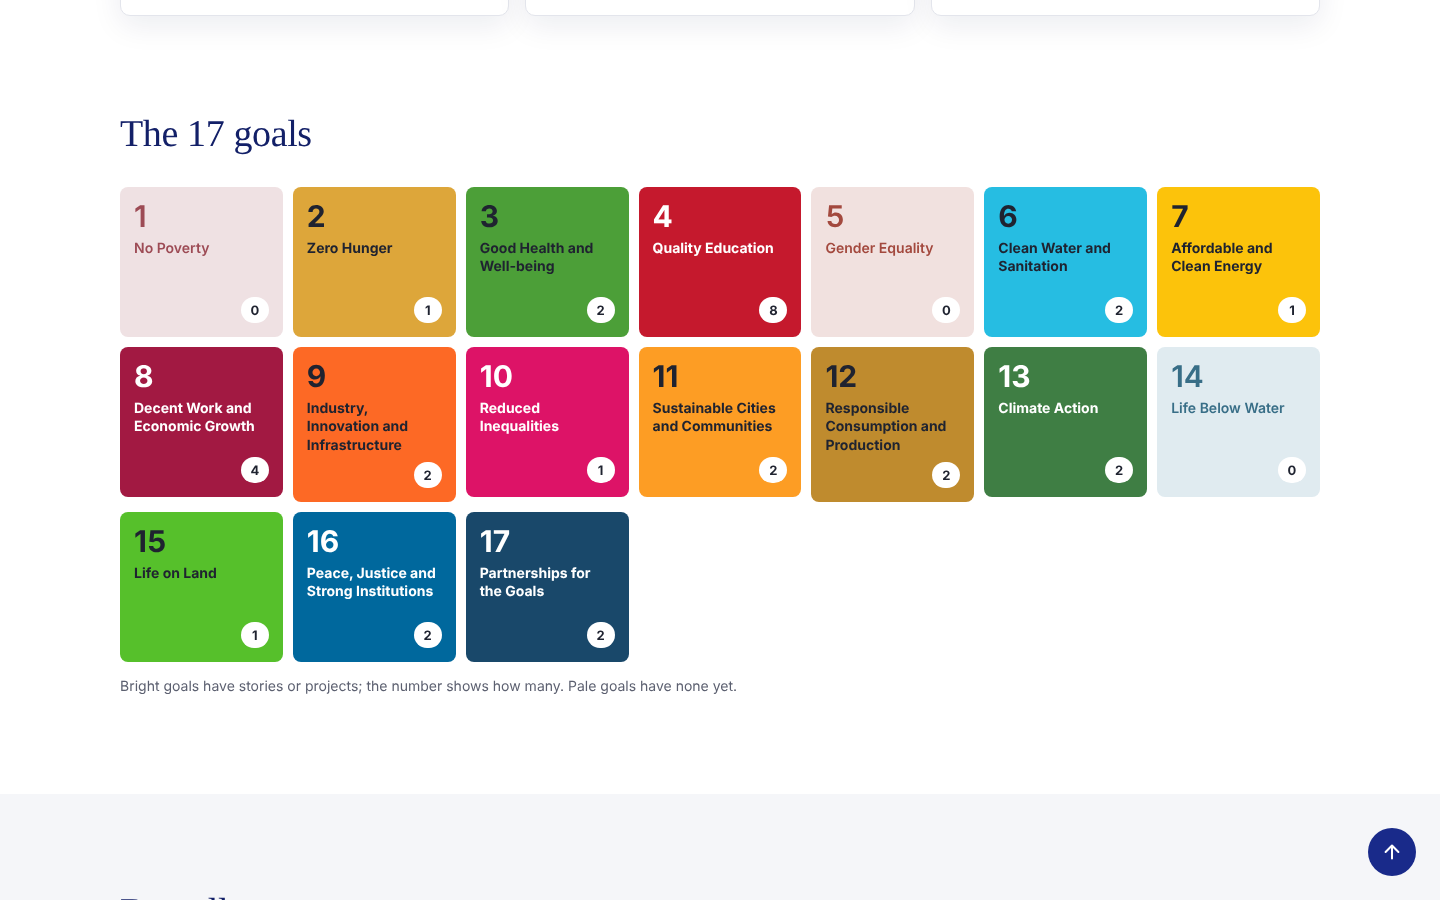 The 17 goals
1
No Poverty
0
2
Zero Hunger
1
3
Good Health and
Well-being
2
4
Quality Education
8
5
Gender Equality
0
6
Clean Water and
Sanitation
2
7
Affordable and
Clean Energy
1
8
Decent Work and
Economic Growth
4
9
Industry,
Innovation and
Infrastructure
2
10
Reduced
Inequalities
1
11
Sustainable Cities
and Communities
2
12
Responsible
Consumption and
Production
2
13
Climate Action
2
14
Life Below Water
0
15
Life on Land
1
16
Peace, Justice and
Strong Institutions
2
17
Partnerships for
the Goals
2
Bright goals have stories or projects; the number shows how many. Pale goals have none yet.